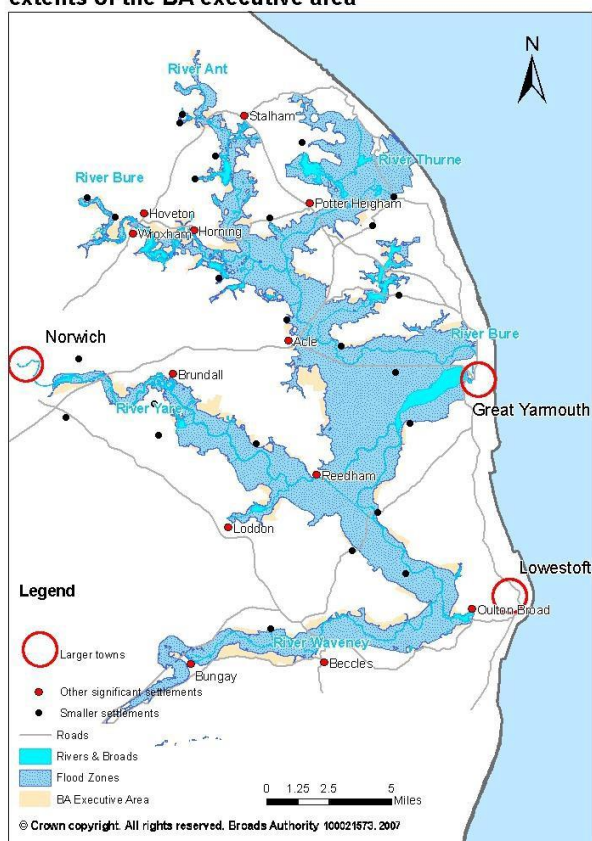 extents of the BA executive area
N
River Ant
Stalham
River Thurne
River Bure
Potter Heigham
Hoveton
Wroxham
Horning
Acle
River Bure
Norwich
Brundall
Great Yarmouth
River Yare
Reedham
Loddon
Lowestoft
Legend
Oulton Broad
Larger towns
River Waveney
Beccles
Bungay
Other significant settlements
Smaller settlements
Roads
Rivers & Broads
Flood Zones
BA Executive Area
0 1.25 2.5 5
Miles
© Crown copyright. All rights reserved. Broads Authority 100021573. 2007